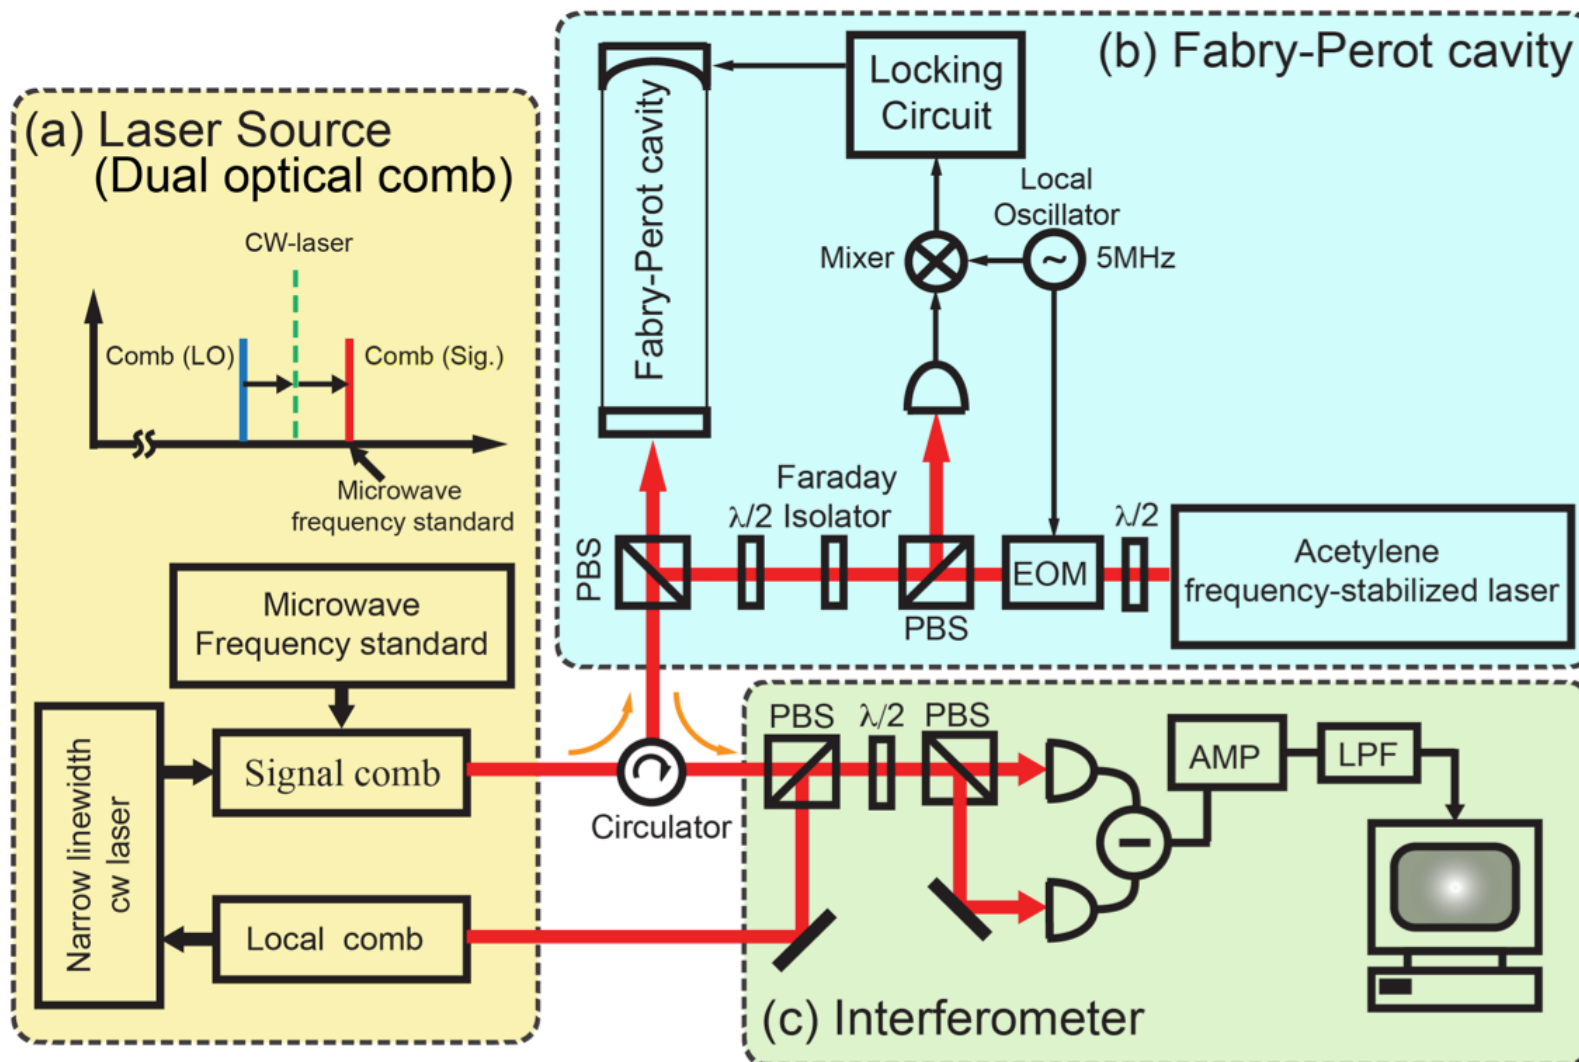 (a) Laser Source
(Dual optical comb)
CW-laser
Comb (LO)
Comb (Sig.)
Microwave
frequency standard
Microwave
Frequency standard
Narrow linewidth
cw laser
Signal comb
Local comb
Circulator
(b) Fabry-Perot cavity
Fabry-Perot cavity
Locking
Circuit
Local
Oscillator
Mixer
~
5MHz
Faraday
Isolator
λ/2
λ/2
PBS
PBS
EOM
Acetylene
frequency-stabilized laser
PBS
λ/2
PBS
AMP
LPF
(c) Interferometer